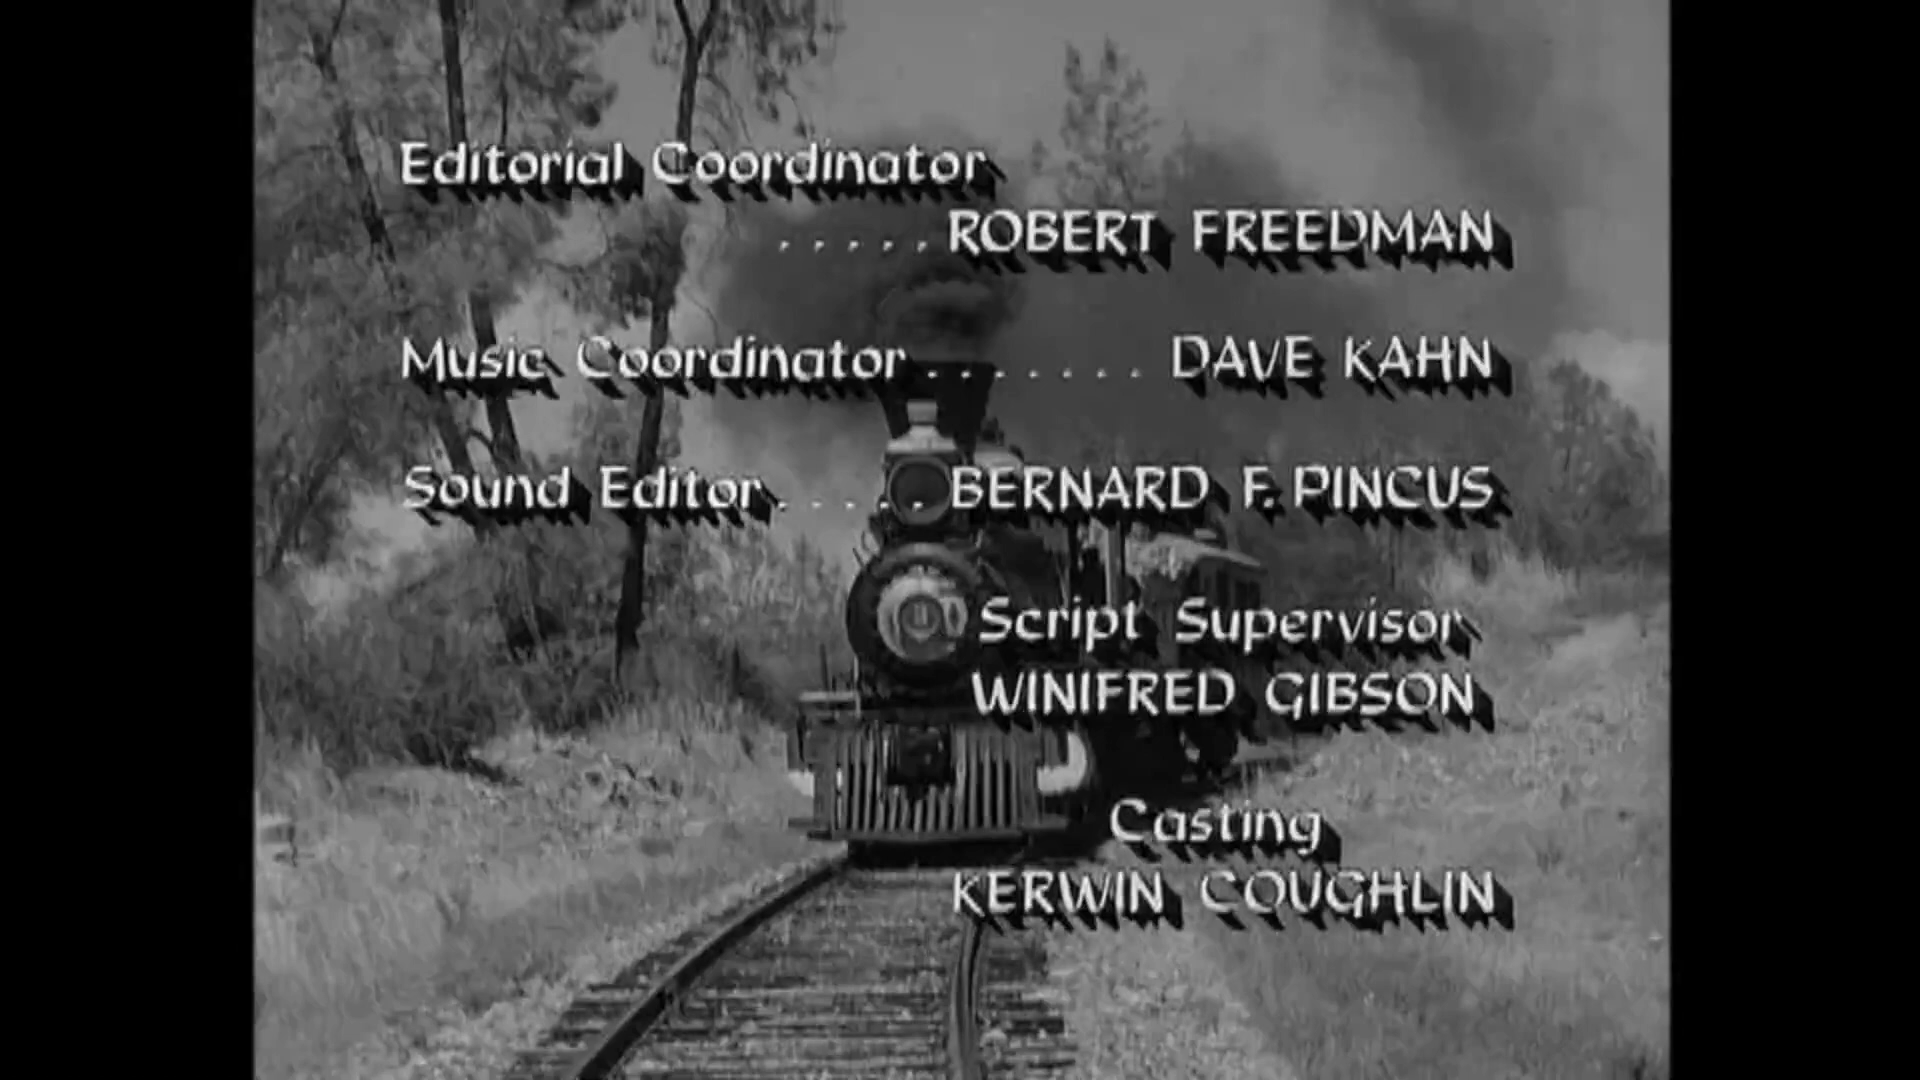 Editorial Coordinator
.....ROBERT FREEDMAN
Music Coordinator.......DAVE KAHN
Sound Editor.....BERNARD F. PINCUS
Script Supervisor
WINIFRED GIBSON
Casting
KERWIN COUGHLIN